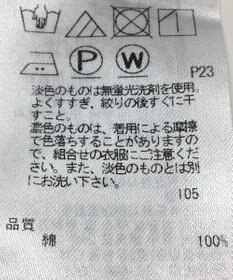 P23
P W
淡色のものは無蛍光洗剤を使用。
よくすすぎ、絞りの後すぐに干
すこと。
濃色のものは、着用による摩擦
で色落ちすることがありますの
で、組合せの衣服にご注意くだ
さい。また、淡色のものとは別
にお洗い下さい。
105
品質
綿 100%